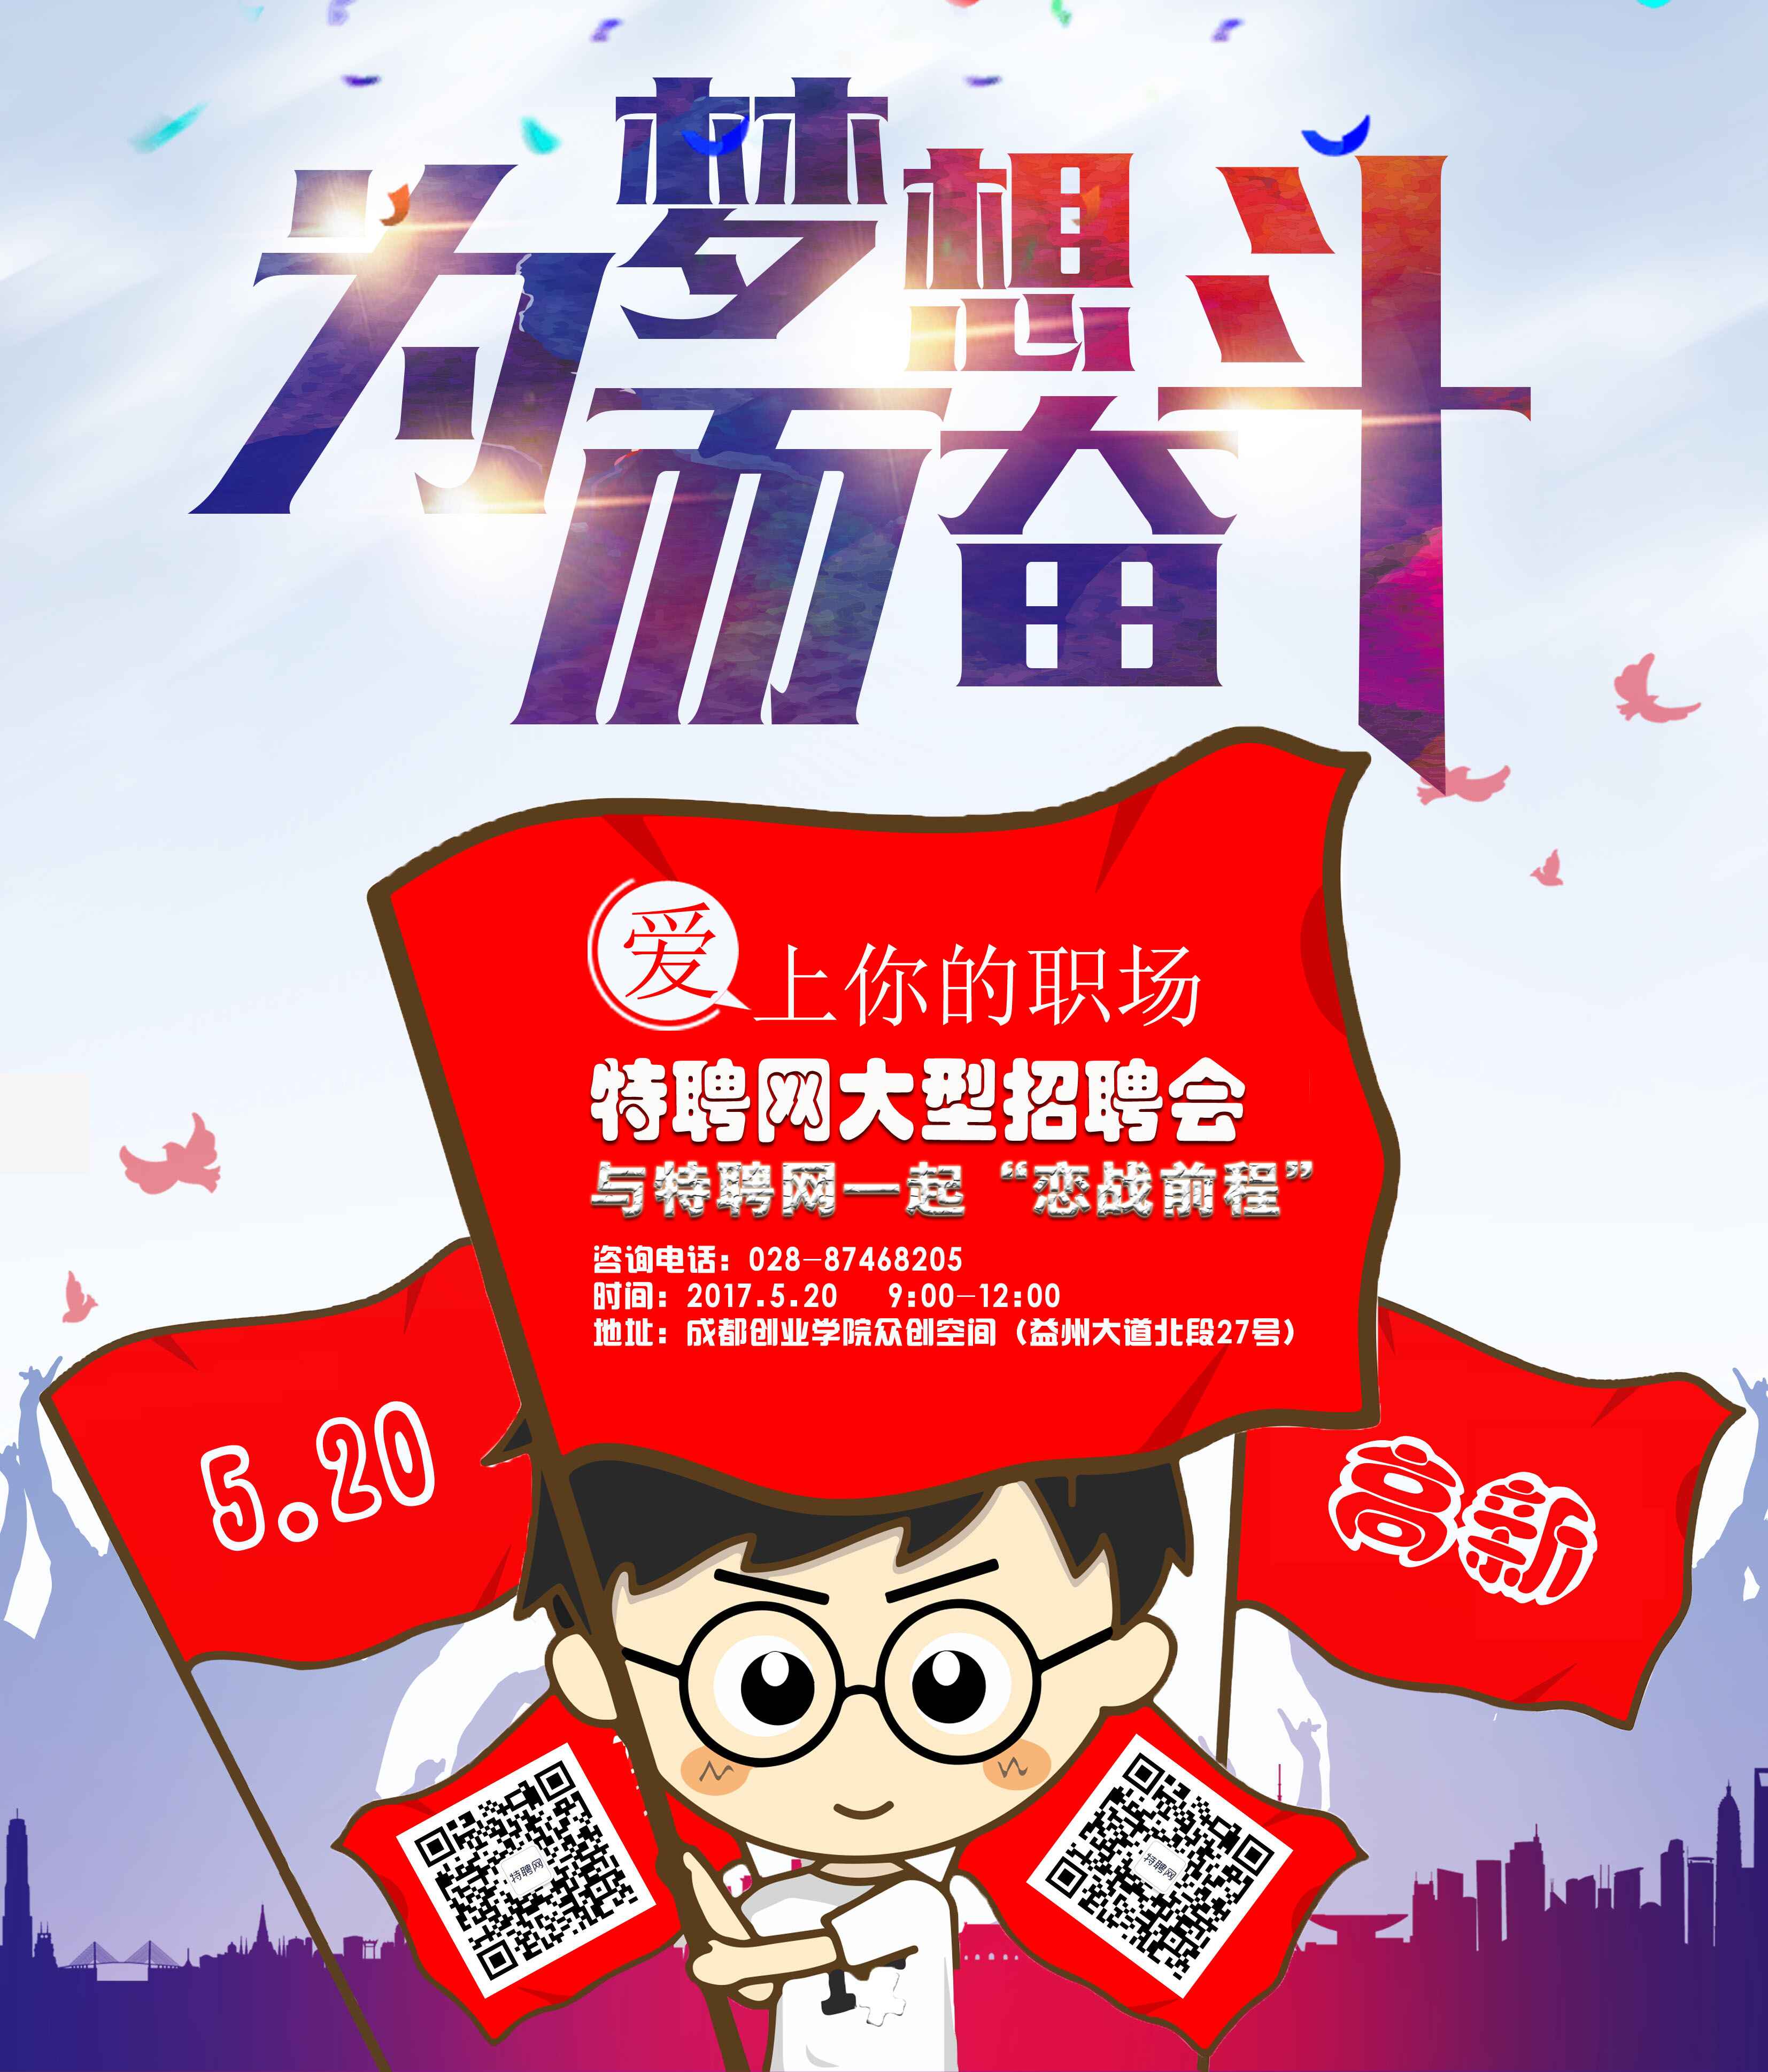 为梦想而奋斗
爱上你的职场
特聘网大型招聘会
与特聘网一起“恋战前程”
咨询电话：028-87468205
时间：2017.5.20 9:00-12:00
地址：成都创业学院众创空间（益州大道北段27号）
5.20
高新
特聘网
特聘网